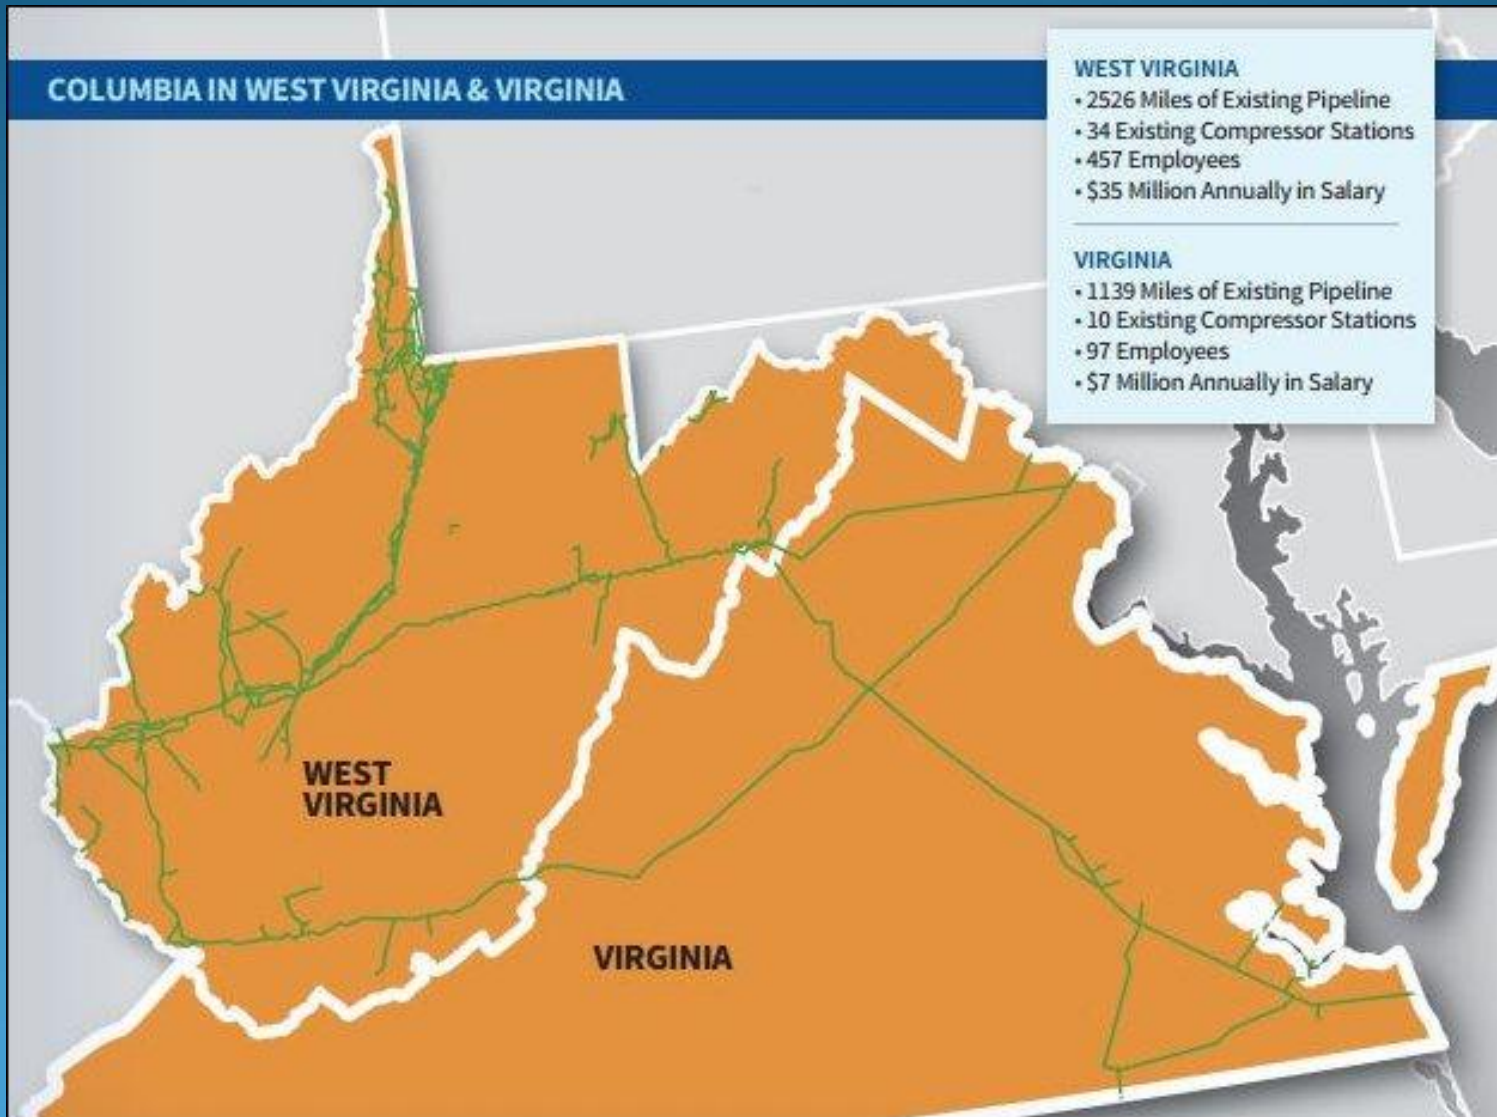 COLUMBIA IN WEST VIRGINIA & VIRGINIA
WEST VIRGINIA
• 2526 Miles of Existing Pipeline
• 34 Existing Compressor Stations
• 457 Employees
• $35 Million Annually in Salary
VIRGINIA
• 1139 Miles of Existing Pipeline
• 10 Existing Compressor Stations
• 97 Employees
• $7 Million Annually in Salary
WEST
VIRGINIA
VIRGINIA